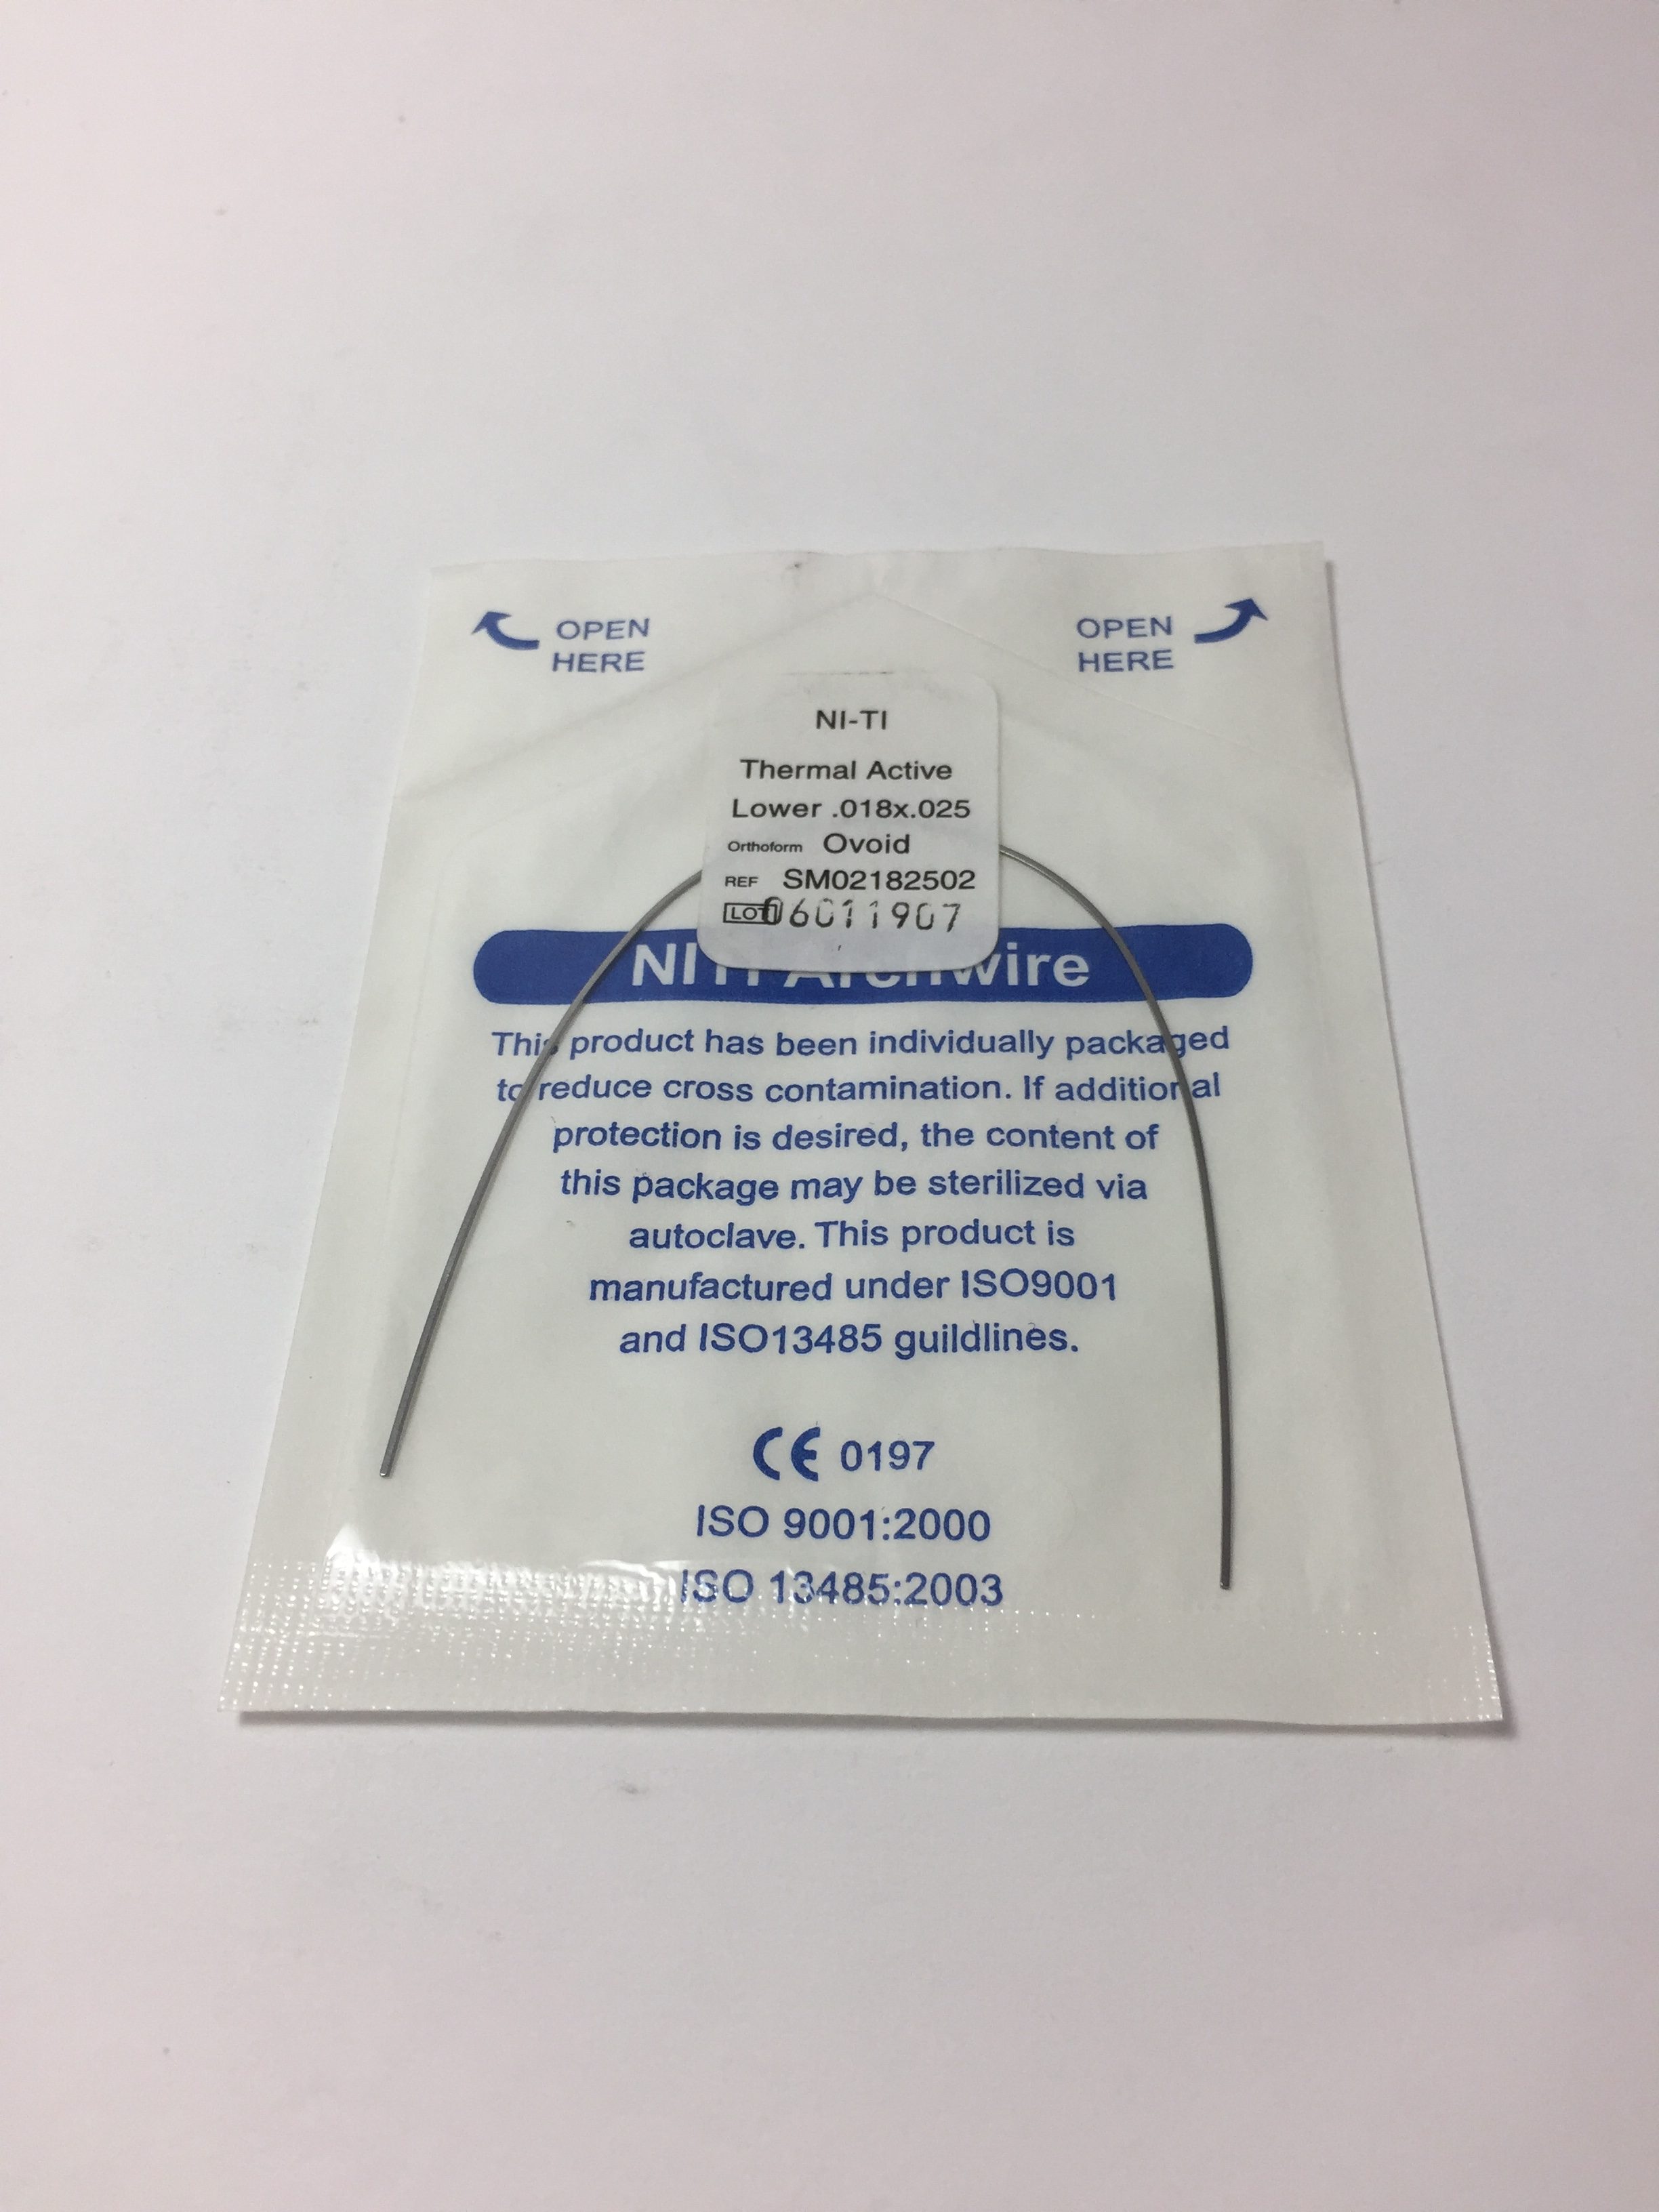 OPEN
HERE
OPEN
HERE
NI-TI
Thermal Active
Lower .018x.025
Orthoform Ovoid
REF SM02182502
LOT 06011907
NITI Archwire
This product has been individually packaged
to reduce cross contamination. If additional
protection is desired, the content of
this package may be sterilized via
autoclave. This product is
manufactured under ISO9001
and ISO13485 guildlines.
CE 0197
ISO 9001:2000
ISO 13485:2003